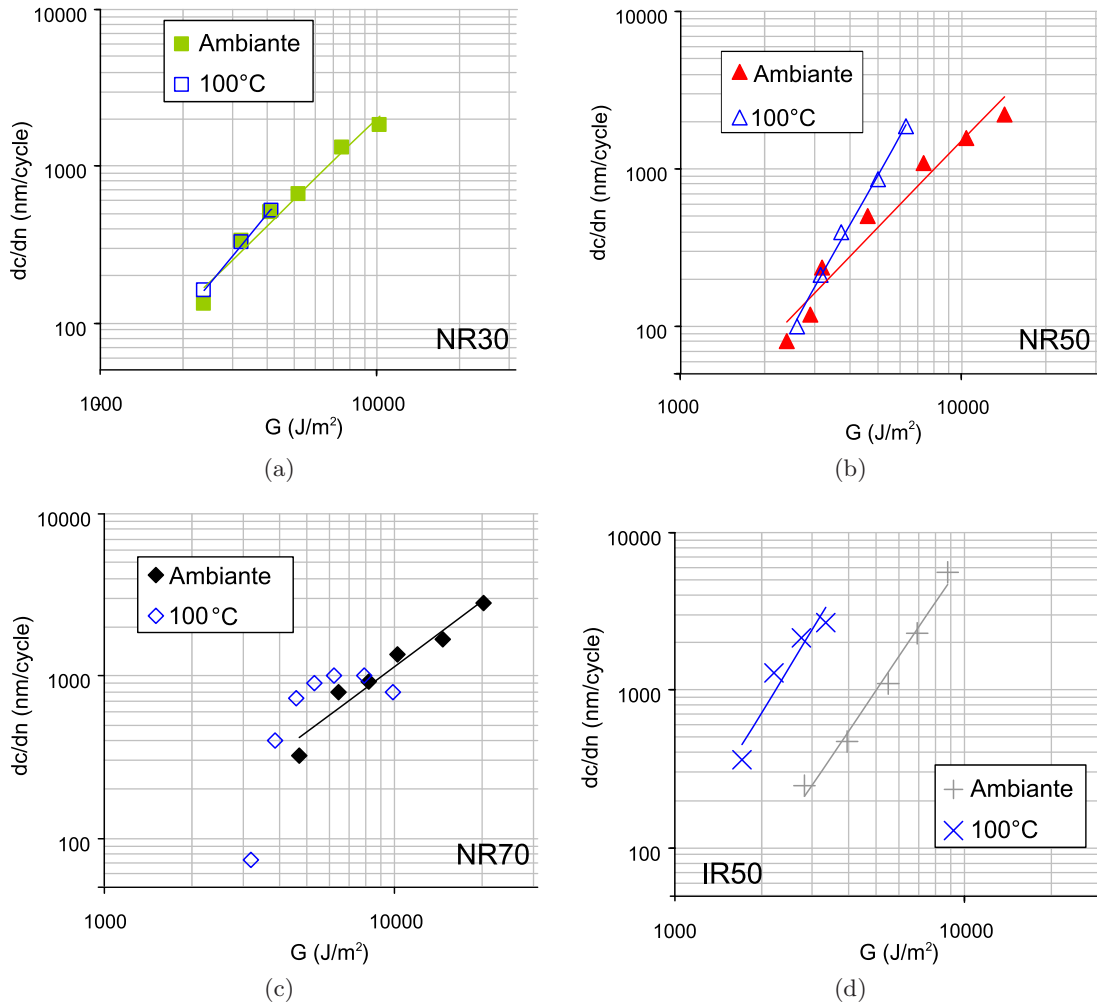 10000
1000
100
dc/dn (nm/cycle)
Ambiante
100°C
NR30
1000
10000
G (J/m²)
(a)
10000
1000
100
dc/dn (nm/cycle)
Ambiante
100°C
NR50
1000
10000
G (J/m²)
(b)
10000
1000
100
dc/dn (nm/cycle)
Ambiante
100°C
NR70
1000
10000
G (J/m²)
(c)
10000
1000
100
dc/dn (nm/cycle)
Ambiante
100°C
IR50
1000
10000
G (J/m²)
(d)